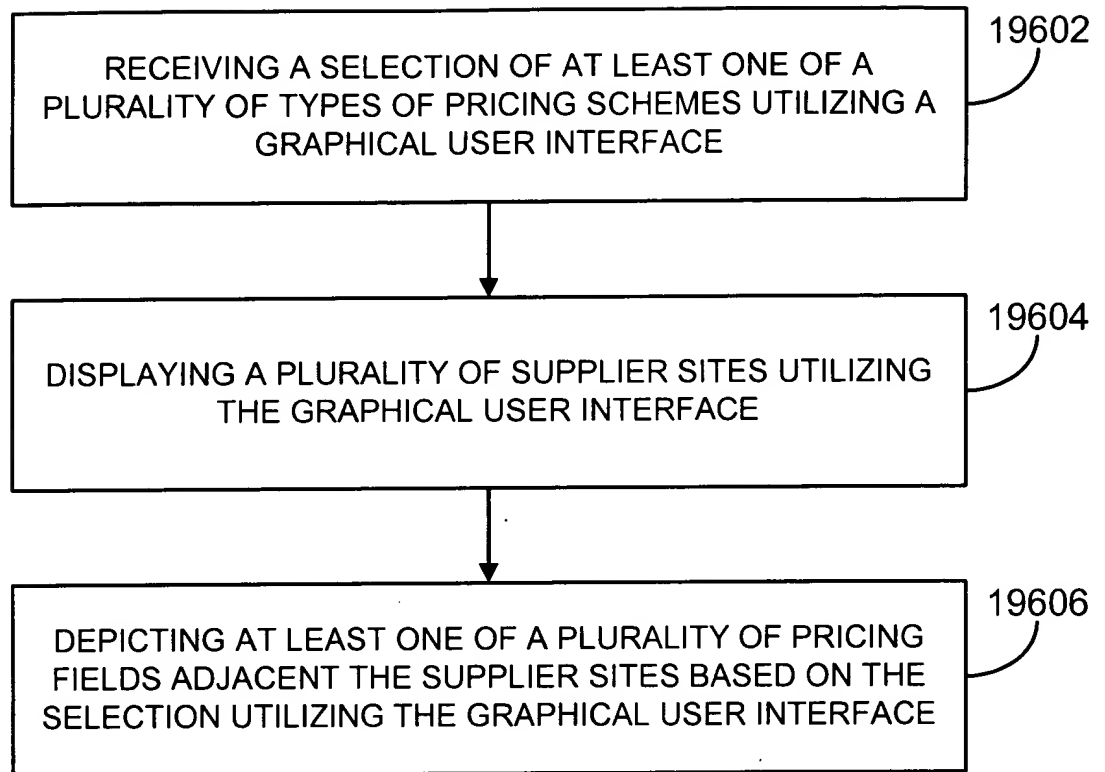 19602
RECEIVING A SELECTION OF AT LEAST ONE OF A
PLURALITY OF TYPES OF PRICING SCHEMES UTILIZING A
GRAPHICAL USER INTERFACE
19604
DISPLAYING A PLURALITY OF SUPPLIER SITES UTILIZING
THE GRAPHICAL USER INTERFACE
19606
DEPICTING AT LEAST ONE OF A PLURALITY OF PRICING
FIELDS ADJACENT THE SUPPLIER SITES BASED ON THE
SELECTION UTILIZING THE GRAPHICAL USER INTERFACE